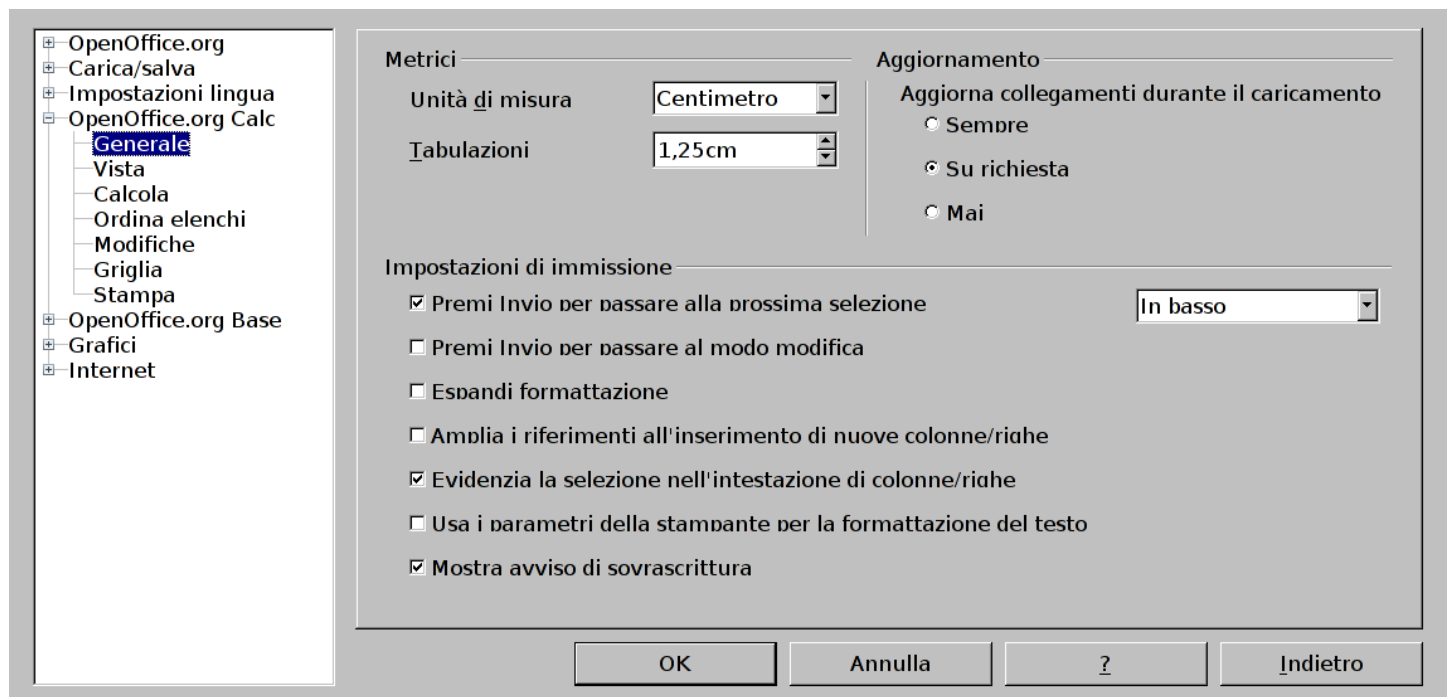 OpenOffice.org
Carica/salva
Impostazioni lingua
OpenOffice.org Calc
Generale
Vista
Calcola
Ordina elenchi
Modifiche
Griglia
Stampa
OpenOffice.org Base
Grafici
Internet
Metrici
Unità di misura
Centimetro
Tabulazioni
1,25cm
Aggiornamento
Aggiorna collegamenti durante il caricamento
Sempre
Su richiesta
Mai
Impostazioni di immissione
Premi Invio per passare alla prossima selezione
In basso
Premi Invio per passare al modo modifica
Espandi formattazione
Amplia i riferimenti all'inserimento di nuove colonne/righe
Evidenzia la selezione nell'intestazione di colonne/righe
Usa i parametri della stampante per la formattazione del testo
Mostra avviso di sovrascrittura
OK
Annulla
?
Indietro